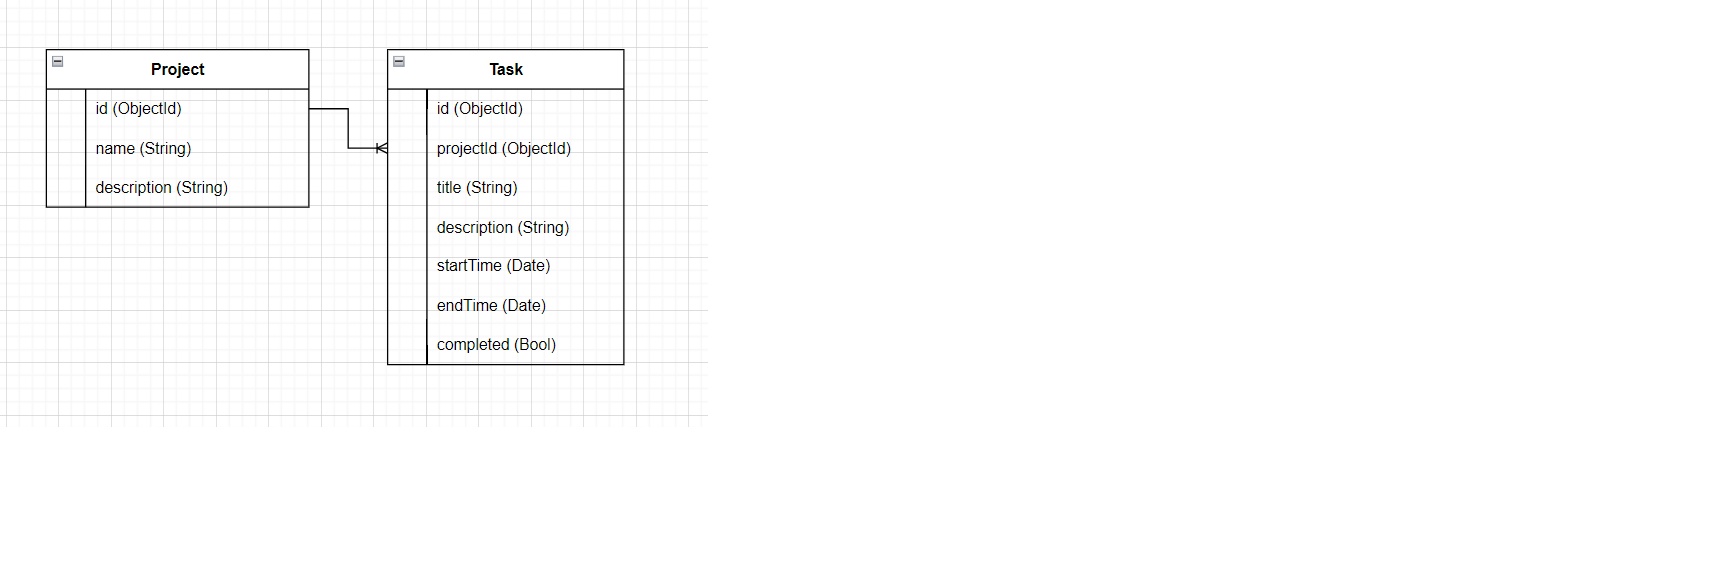 Project
id (ObjectId)
name (String)
description (String)
Task
id (ObjectId)
projectId (ObjectId)
title (String)
description (String)
startTime (Date)
endTime (Date)
completed (Bool)